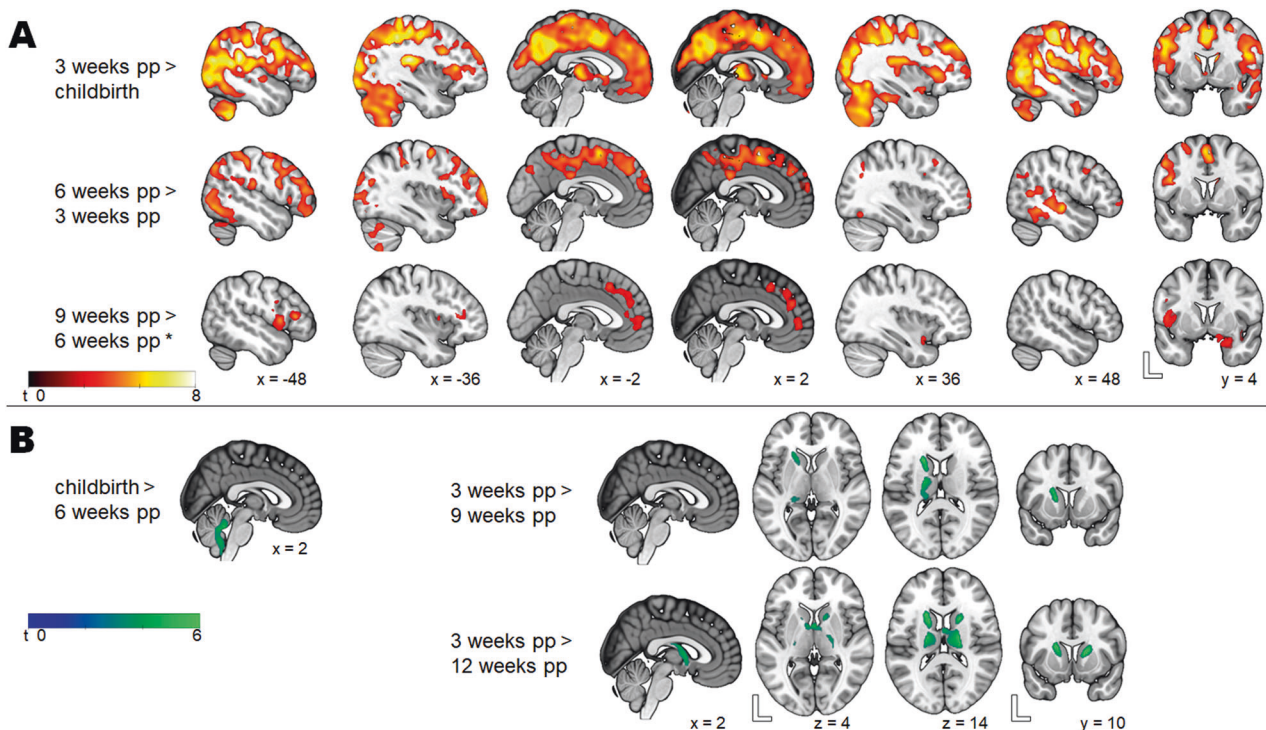 A
3 weeks pp >
childbirth
6 weeks pp >
3 weeks pp
9 weeks pp >
6 weeks pp *
t 0 8
x = -48
x = -36
x = -2
x = 2
x = 36
x = 48
L
y = 4
B
childbirth >
6 weeks pp
x = 2
t 0 6
3 weeks pp >
9 weeks pp
3 weeks pp >
12 weeks pp
x = 2
L
z = 4
z = 14
L
y = 10